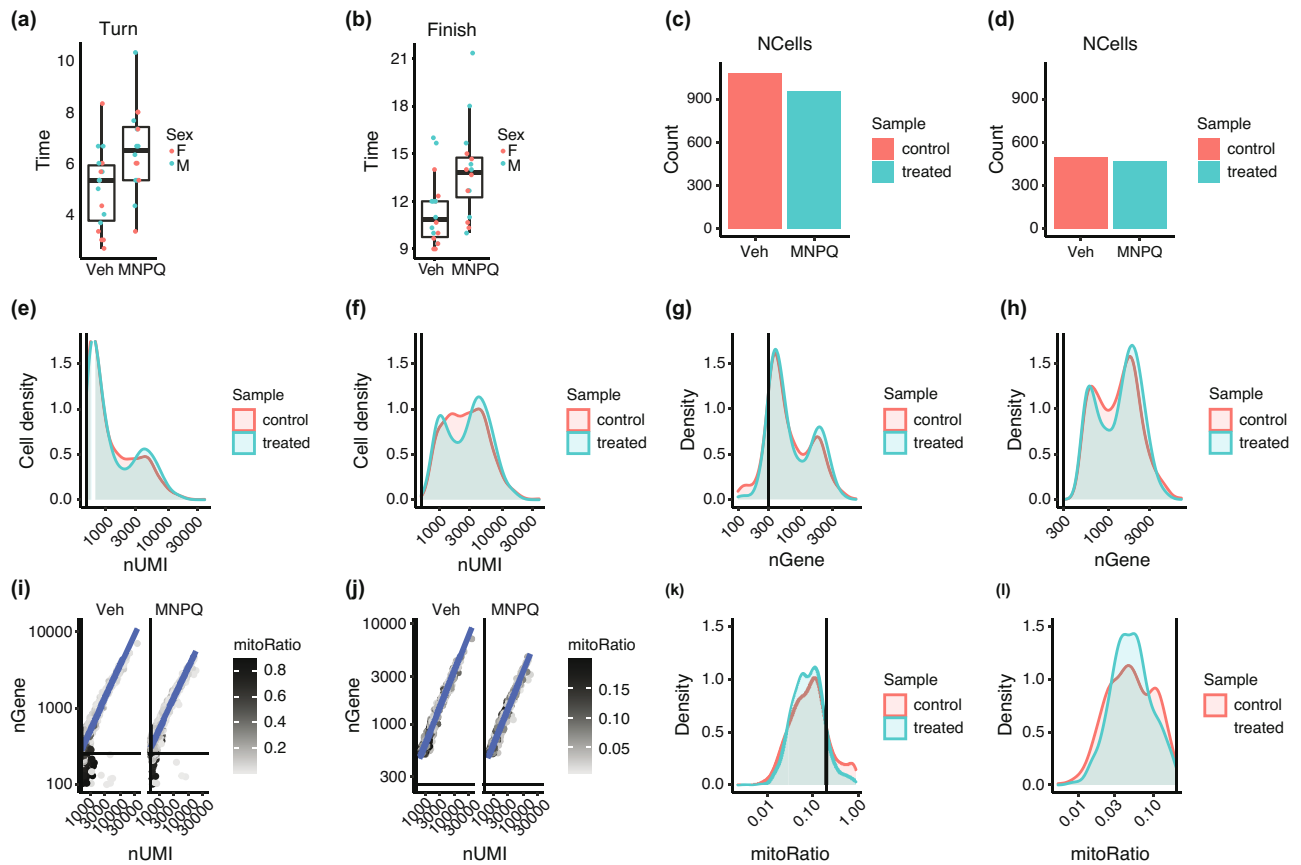 (a)
Turn
Time
10
8
6
4
Veh MNPQ
Sex
F
M
(b)
Finish
Time
21
18
15
12
9
Veh MNPQ
Sex
F
M
(c)
NCells
Count
900
600
300
0
Veh MNPQ
Sample
control
treated
(d)
NCells
Count
900
600
300
0
Veh MNPQ
Sample
control
treated
(e)
Cell density
1.5
1.0
0.5
0.0
1000 3000 10000 30000
nUMI
Sample
control
treated
(f)
Cell density
1.5
1.0
0.5
0.0
1000 3000 10000 30000
nUMI
Sample
control
treated
(g)
Density
1.5
1.0
0.5
0.0
100 300 1000 3000
nGene
Sample
control
treated
(h)
Density
1.5
1.0
0.5
0.0
300 1000 3000
nGene
Sample
control
treated
(i)
Veh MNPQ
nGene
10000
1000
100
1000 3000 10000 30000 1000 3000 10000 30000
nUMI
mitoRatio
0.8
0.6
0.4
0.2
(j)
Veh MNPQ
nGene
10000
3000
1000
300
1000 3000 10000 30000 1000 3000 10000 30000
nUMI
mitoRatio
0.15
0.10
0.05
(k)
Density
1.5
1.0
0.5
0.0
0.01 0.10 1.00
mitoRatio
Sample
control
treated
(l)
Density
1.5
1.0
0.5
0.0
0.01 0.03 0.10
mitoRatio
Sample
control
treated